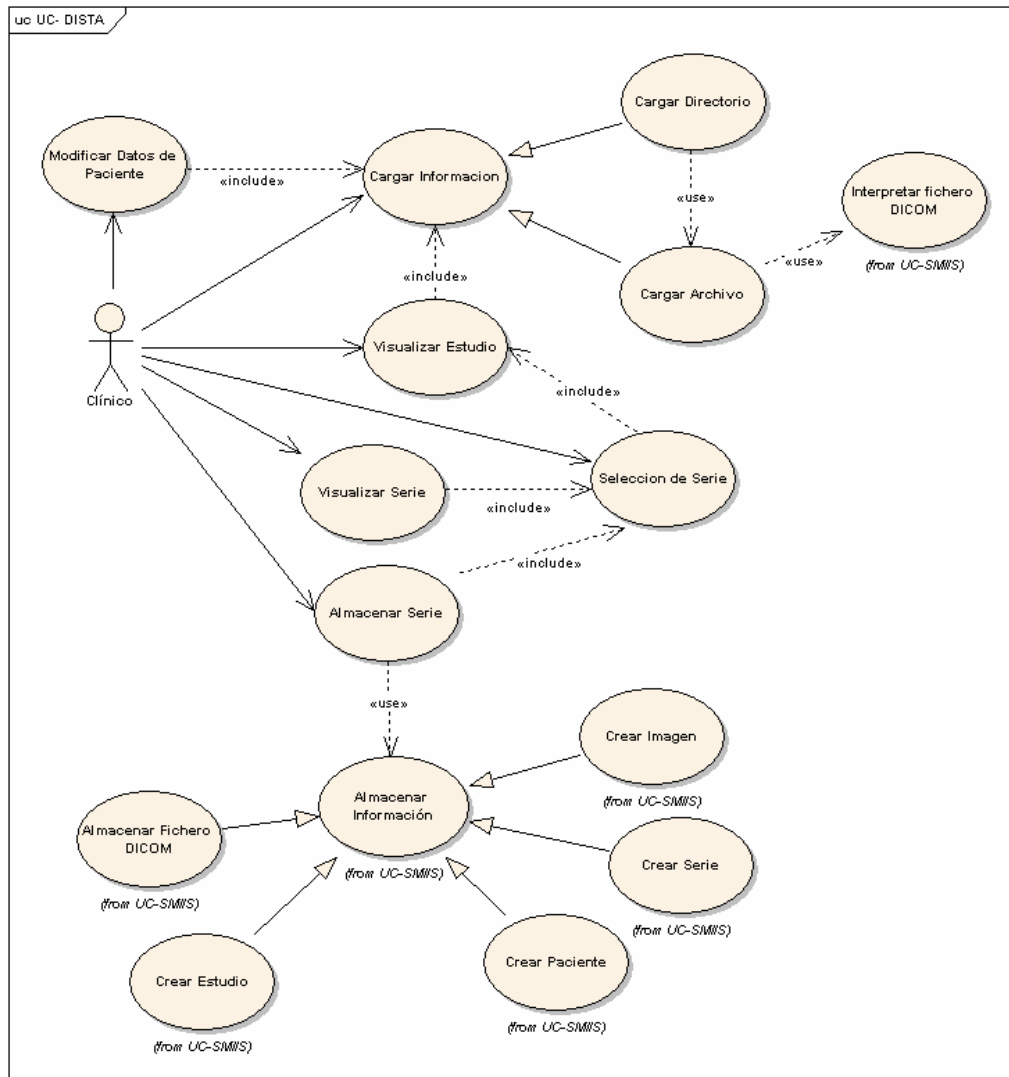 uc UC- DISTA
Cargar Directorio
Modificar Datos de
Paciente
«include»
Cargar Informacion
«use»
Interpretar fichero
DICOM
(from UC-SMIIS)
«include»
«use»
Cargar Archivo
Visualizar Estudio
Clínico
«include»
Visualizar Serie
Seleccion de Serie
«include»
«include»
Almacenar Serie
«use»
Crear Imagen
(from UC-SMIIS)
Almacenar
Información
(from UC-SMIIS)
Almacenar Fichero
DICOM
(from UC-SMIIS)
Crear Serie
(from UC-SMIIS)
Crear Estudio
(from UC-SMIIS)
Crear Paciente
(from UC-SMIIS)